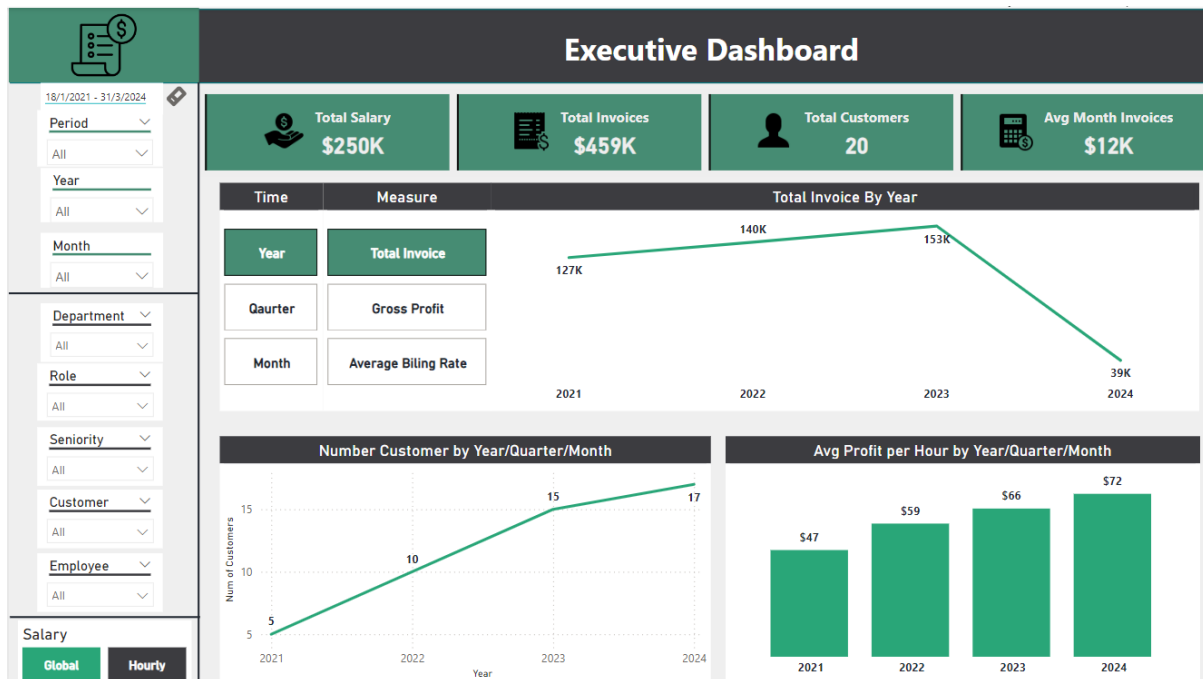 Executive Dashboard
18/1/2021 - 31/3/2024
Period
All
Year
All
Month
All
Department
All
Role
All
Seniority
All
Customer
All
Employee
All
Salary
Global Hourly
Total Salary
$250K
Total Invoices
$459K
Total Customers
20
Avg Month Invoices
$12K
Time Measure Total Invoice By Year
Year Total Invoice
Qaurter Gross Profit
Month Average Biling Rate
127K 140K 153K 39K
2021 2022 2023 2024
Number Customer by Year/Quarter/Month
Num of Customers
15
10
5
5 10 15 17
2021 2022 2023 2024
Year
Avg Profit per Hour by Year/Quarter/Month
$47 $59 $66 $72
2021 2022 2023 2024